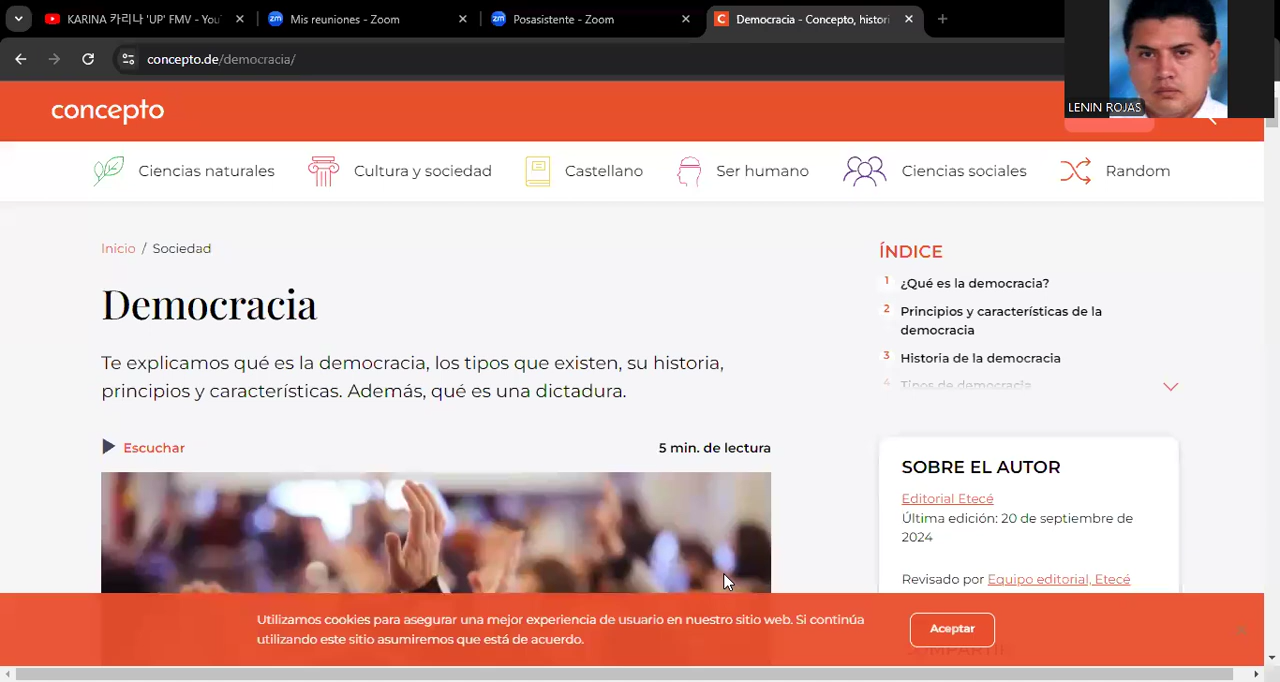 KARINA 카리나 'UP' FMV - You
Mis reuniones - Zoom
Posasistente - Zoom
Democracia - Concepto, histori
concepto.de/democracia/
LENIN ROJAS
concepto
Ciencias naturales
Cultura y sociedad
Castellano
Ser humano
Ciencias sociales
Random
Inicio / Sociedad
Democracia
Te explicamos qué es la democracia, los tipos que existen, su historia,
principios y características. Además, qué es una dictadura.
Escuchar
5 min. de lectura
ÍNDICE
1 ¿Qué es la democracia?
2 Principios y características de la
democracia
3 Historia de la democracia
4 Tipos de democracia
SOBRE EL AUTOR
Editorial Etecé
Última edición: 20 de septiembre de
2024
Revisado por Equipo editorial, Etecé
Utilizamos cookies para asegurar una mejor experiencia de usuario en nuestro sitio web. Si continúa
utilizando este sitio asumiremos que está de acuerdo.
Aceptar